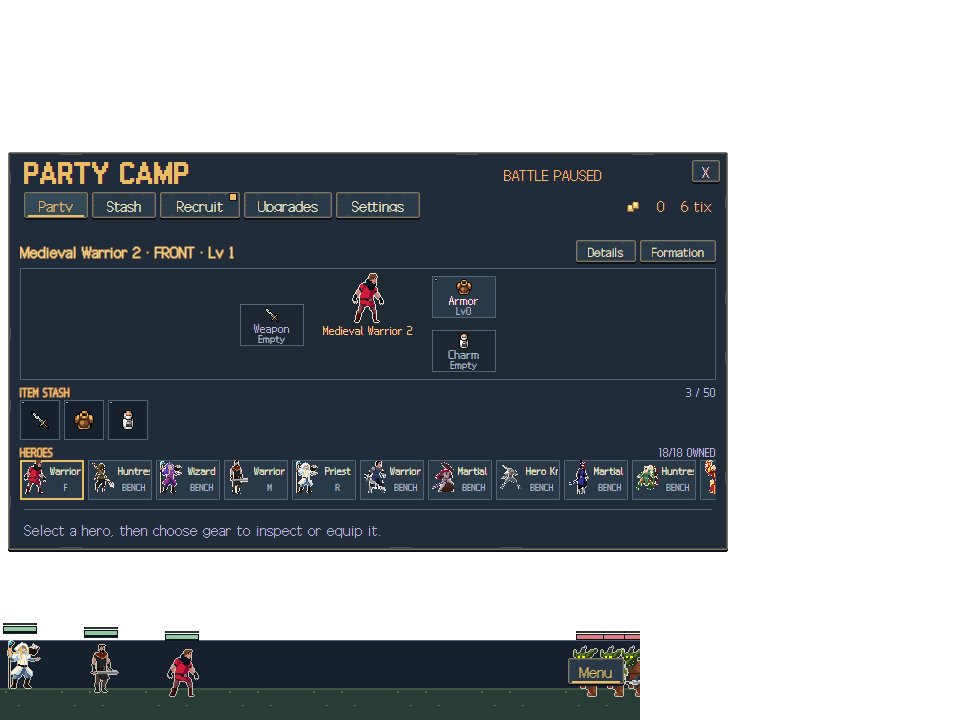 PARTY CAMP
BATTLE PAUSED
X
Party Stash Recruit Upgrades Settings
0 6 tix
Medieval Warrior 2 · FRONT · Lv 1
Details Formation
Weapon
Empty
Medieval Warrior 2
Armor
Lv0
Charm
Empty
ITEM STASH
3 / 50
HEROES
18/18 OWNED
Warrior
F
Huntres
BENCH
Wizard
BENCH
Warrior
M
Priest
R
Warrior
BENCH
Martial
BENCH
Hero Kr
BENCH
Martial
BENCH
Huntres
BENCH
Select a hero, then choose gear to inspect or equip it.
Menu